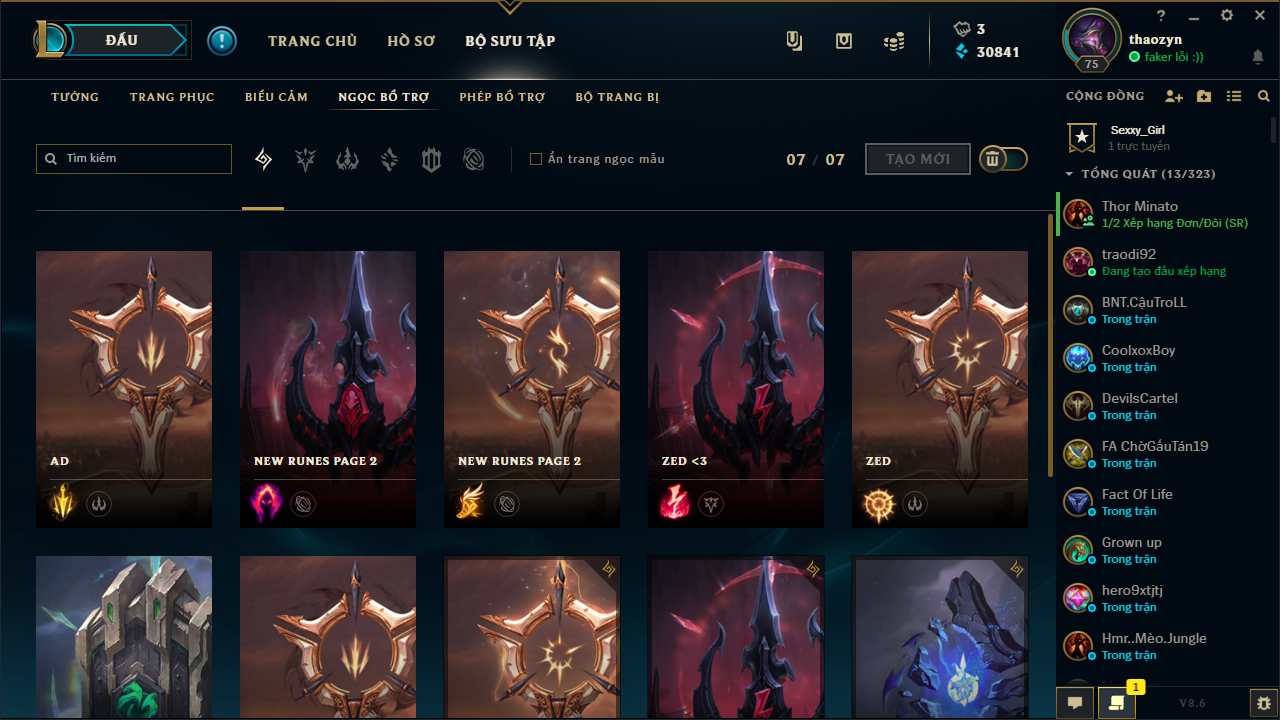 ĐẤU
!
TRANG CHỦ
HỒ SƠ
BỘ SƯU TẬP
3
30841
75
thaozyn
faker lỏi :))
?
TƯỚNG
TRANG PHỤC
BIỂU CẢM
NGỌC BỔ TRỢ
PHÉP BỔ TRỢ
BỘ TRANG BỊ
Tìm kiếm
Ẩn trang ngọc mẫu
07 / 07
TẠO MỚI
AD
NEW RUNES PAGE 2
NEW RUNES PAGE 2
ZED <3
ZED
CỘNG ĐỒNG
Sexxy_Girl
1 trực tuyến
TỔNG QUÁT (13/323)
Thor Minato
1/2 Xếp hạng Đơn/Đôi (SR)
traodi92
Đang tạo đấu xếp hạng
BNT.CậuTroLL
Trong trận
CoolxoxBoy
Trong trận
DevilsCartel
Trong trận
FA ChờGấuTán19
Trong trận
Fact Of Life
Trong trận
Grown up
Trong trận
hero9xtjtj
Trong trận
Hmr..Mèo.Jungle
Trong trận
1
V8.6